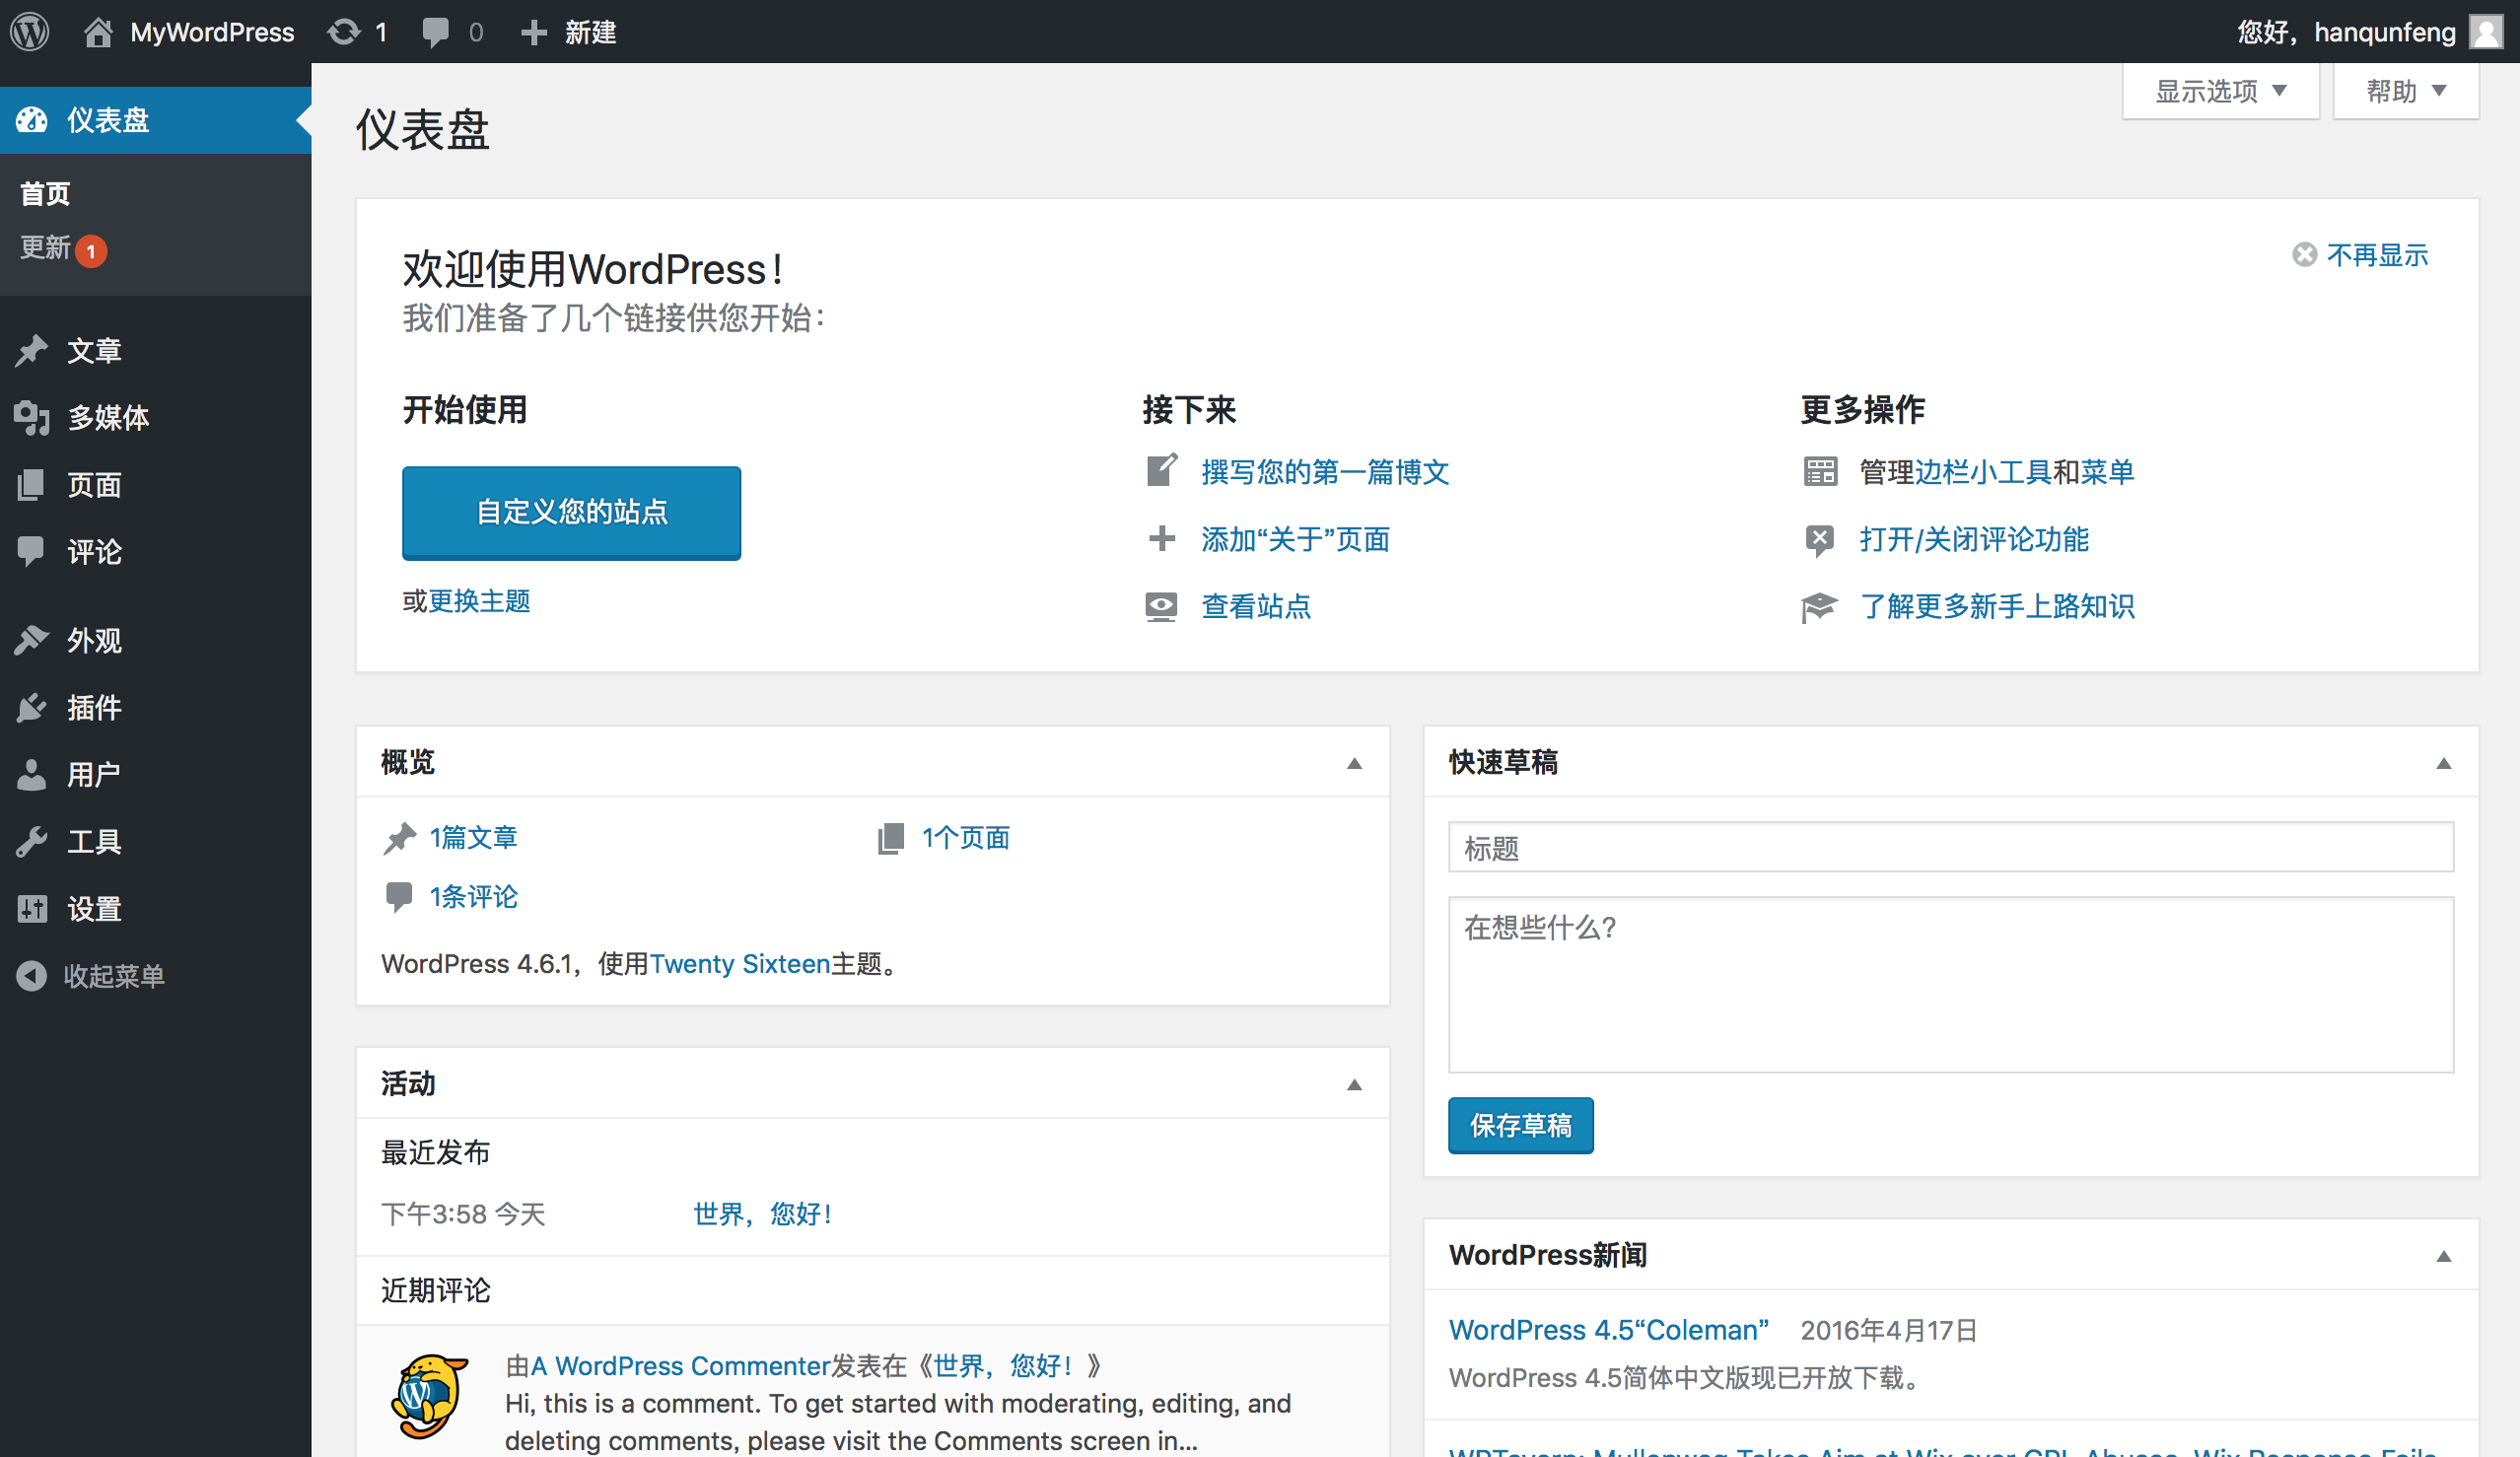 MyWordPress 1 0 新建 您好，hanqunfeng
仪表盘
首页
更新 1
文章
多媒体
页面
评论
外观
插件
用户
工具
设置
收起菜单
显示选项 帮助
仪表盘
欢迎使用WordPress！
不再显示
我们准备了几个链接供您开始：
开始使用
自定义您的站点
或更换主题
接下来
撰写您的第一篇博文
添加“关于”页面
查看站点
更多操作
管理边栏小工具和菜单
打开/关闭评论功能
了解更多新手上路知识
概览
1篇文章 1个页面
1条评论
WordPress 4.6.1，使用Twenty Sixteen主题。
活动
最近发布
下午3:58 今天 世界，您好！
近期评论
由A WordPress Commenter发表在《世界，您好！》
Hi, this is a comment. To get started with moderating, editing, and
deleting comments, please visit the Comments screen in...
快速草稿
标题
在想些什么？
保存草稿
WordPress新闻
WordPress 4.5“Coleman” 2016年4月17日
WordPress 4.5简体中文版现已开放下载。
WPTavern: Mullenweg Takes Aim at Wix over GPL Abuses, Wix Response Fails